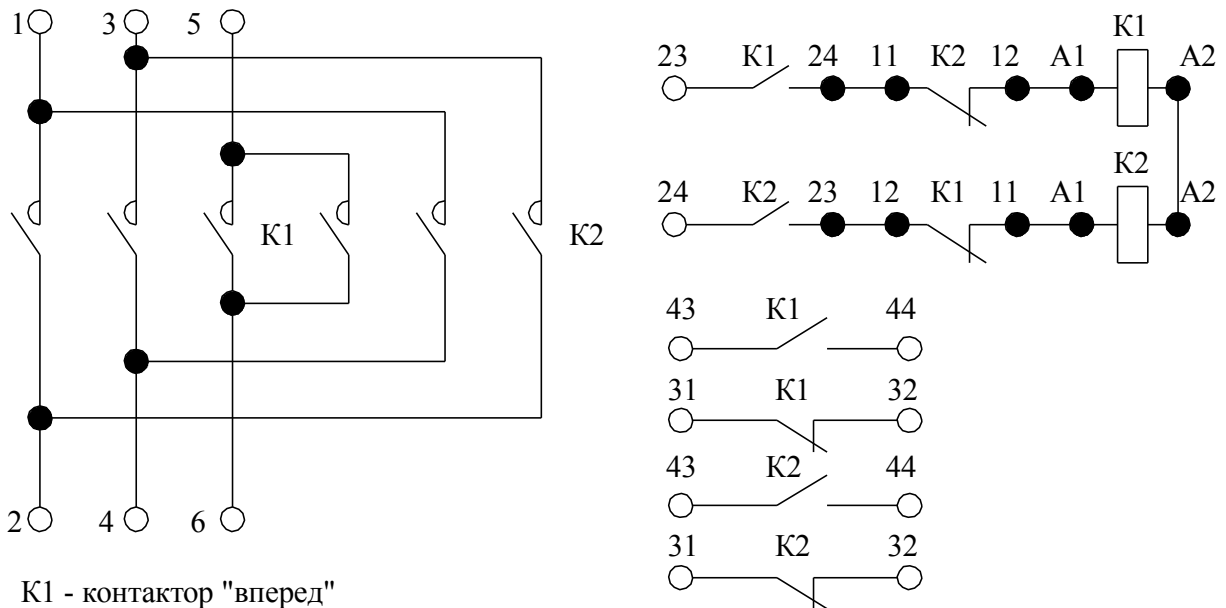 1 3 5
K1 K2
2 4 6
К1 - контактор "вперед"
K1
23 K1 24 11 K2 12 A1 A2
K2
24 K2 23 12 K1 11 A1 A2
43 K1 44
31 K1 32
43 K2 44
31 K2 32